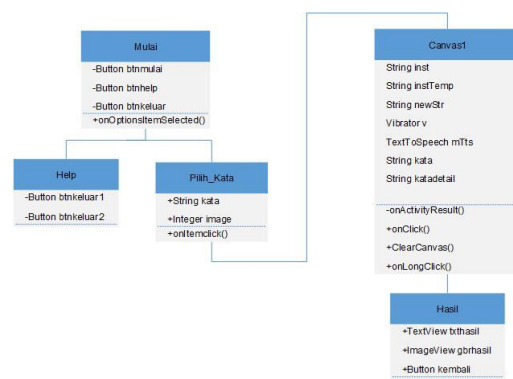 Mulai
-Button btnmulai
-Button btnhelp
-Button btnkeluar
+onOptionsItemSelected()
Help
-Button btnkeluar1
-Button btnkeluar2
Pilih_Kata
+String kata
+Integer image
+onItemclick()
Canvas1
String inst
String instTemp
String newStr
Vibrator v
TextToSpeech mTts
String kata
String katadetail
-onActivityResult()
+onClick()
+ClearCanvas()
+onLongClick()
Hasil
+TextView txthasil
+ImageView gbrhasil
+Button kembali